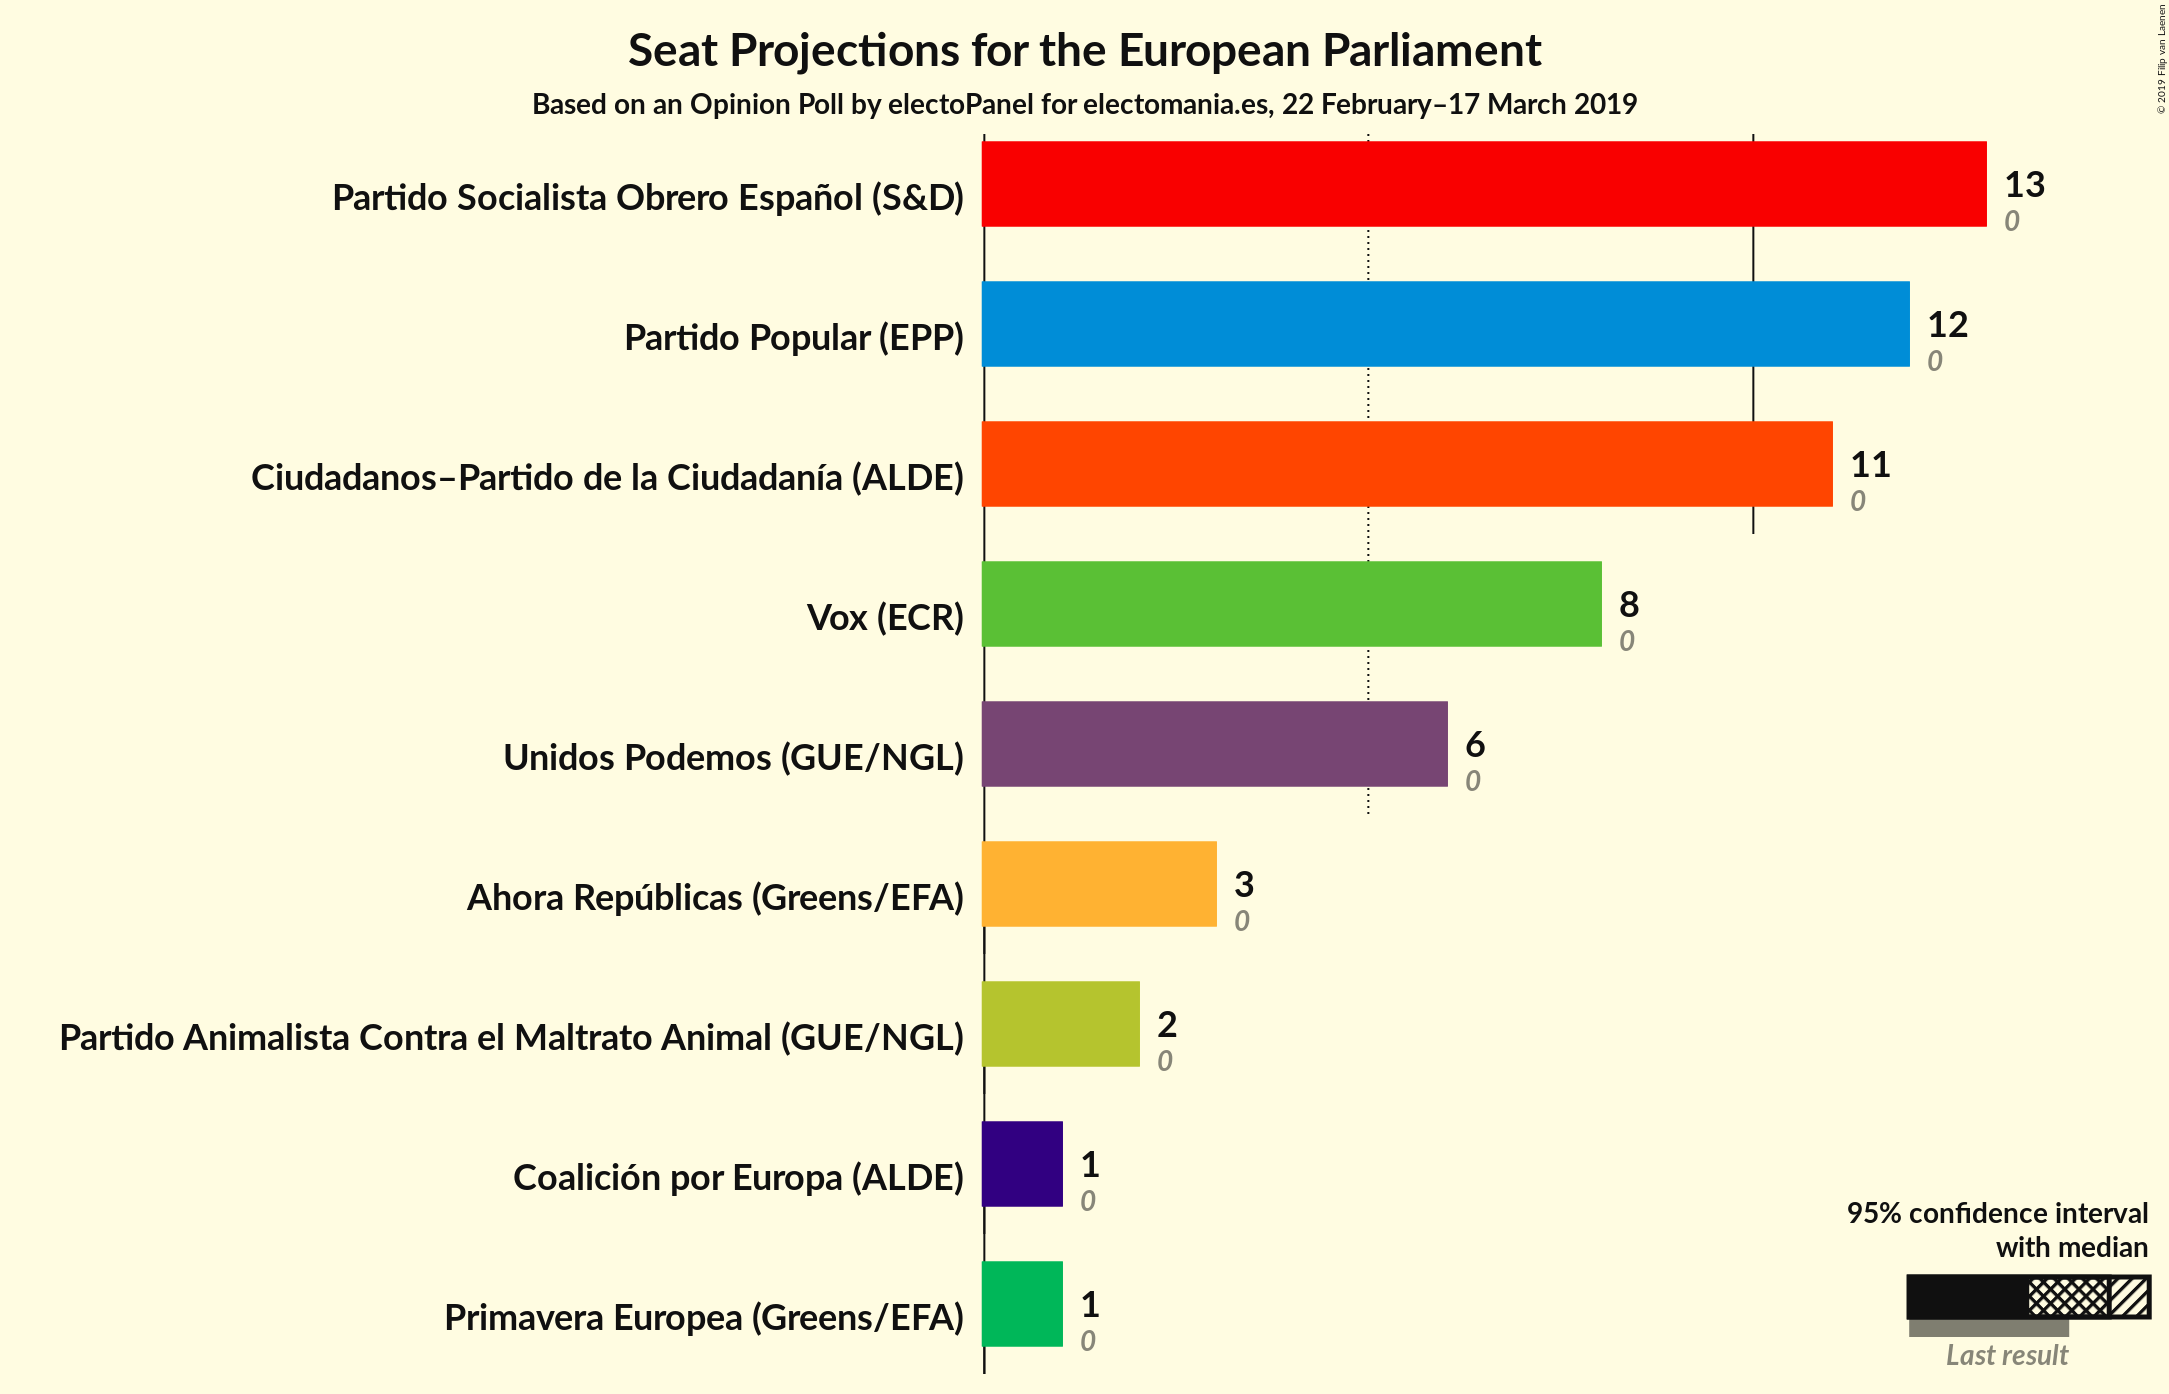 Seat Projections for the European Parliament
Based on an Opinion Poll by electoPanel for electomania.es, 22 February–17 March 2019
© 2019 Filip van Laenen
Partido Socialista Obrero Español (S&D)
13
0
Partido Popular (EPP)
12
0
Ciudadanos–Partido de la Ciudadanía (ALDE)
11
0
Vox (ECR)
8
0
Unidos Podemos (GUE/NGL)
6
0
Ahora Repúblicas (Greens/EFA)
3
0
Partido Animalista Contra el Maltrato Animal (GUE/NGL)
2
0
Coalición por Europa (ALDE)
1
0
Primavera Europea (Greens/EFA)
1
0
95% confidence interval
with median
Last result